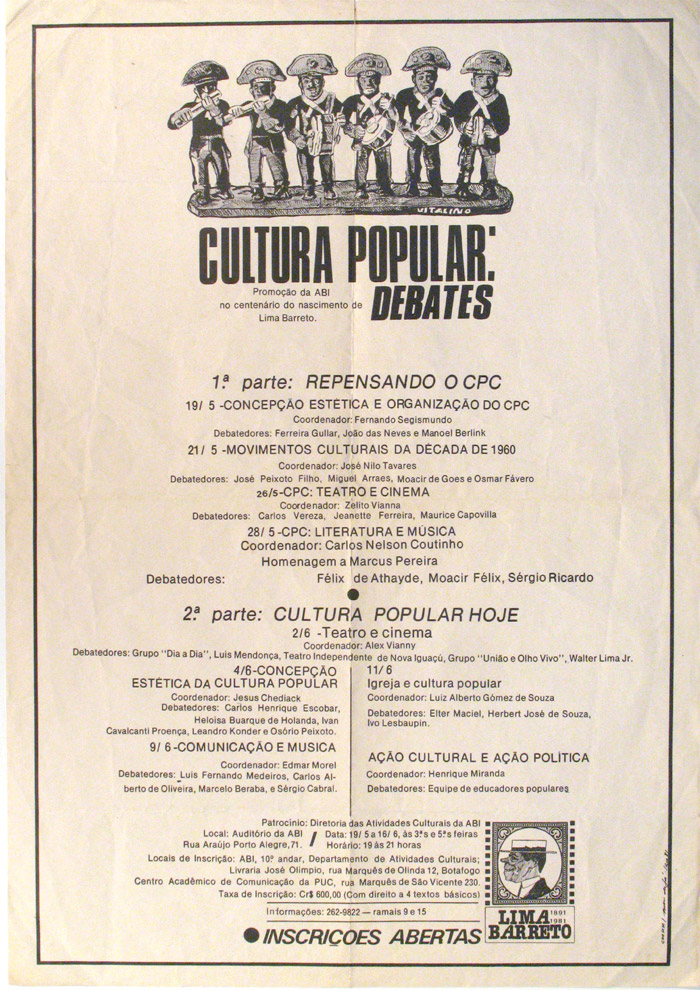 VITALINO
CULTURA POPULAR:
DEBATES
Promoção da ABI
no centenário do nascimento de
Lima Barreto.
1ª parte: REPENSANDO O CPC
19/ 5 -CONCEPÇÃO ESTÉTICA E ORGANIZAÇÃO DO CPC
Coordenador: Fernando Segismundo
Debatedores: Ferreira Gullar, João das Neves e Manoel Berlink
21/ 5 -MOVIMENTOS CULTURAIS DA DÉCADA DE 1960
Coordenador: José Nilo Tavares
Debatedores: José Peixoto Filho, Miguel Arraes, Moacir de Goes e Osmar Fávero
26/5-CPC: TEATRO E CINEMA
Coordenador: Zelito Vianna
Debatedores: Carlos Vereza, Jeanette Ferreira, Maurice Capovilla
28/ 5-CPC: LITERATURA E MÚSICA
Coordenador: Carlos Nelson Coutinho
Homenagem a Marcus Pereira
Debatedores: Félix de Athayde, Moacir Félix, Sérgio Ricardo
2ª parte: CULTURA POPULAR HOJE
2/6 -Teatro e cinema
Coordenador: Alex Vianny
Debatedores: Grupo "Dia a Dia", Luis Mendonça, Teatro Independente de Nova Iguaçú, Grupo "União e Olho Vivo", Walter Lima Jr.
4/6-CONCEPÇÃO
ESTÉTICA DA CULTURA POPULAR
Coordenador: Jesus Chediack
Debatedores: Carlos Henrique Escobar,
Heloisa Buarque de Holanda, Ivan
Cavalcanti Proença, Leandro Konder e Osório Peixoto.
9/ 6-COMUNICAÇÃO E MUSICA
Coordenador: Edmar Morel
Debatedores: Luis Fernando Medeiros, Carlos Al-
berto de Oliveira, Marcelo Beraba, e Sérgio Cabral.
11/6
Igreja e cultura popular
Coordenador: Luiz Alberto Gómez de Souza
Debatedores: Elter Maciel, Herbert José de Souza,
Ivo Lesbaupin.
AÇÃO CULTURAL E AÇÃO POLÍTICA
Coordenador: Henrique Miranda
Debatedores: Equipe de educadores populares
Patrocinio: Diretoria das Atividades Culturais da ABI
Local: Auditório da ABI / Data: 19/ 5 a 16/ 6, às 3ªs e 5ªs feiras
Rua Araújo Porto Alegre,71. Horário: 19 às 21 horas
Locais de Inscrição: ABI, 10º andar, Departamento de Atividades Culturais;
Livraria José Olimpio, rua Marquês de Olinda 12, Botafogo
Centro Acadêmico de Comunicação da PUC, rua Marquês de São Vicente 230.
Taxa de Inscrição: Cr$ 600,00 (Com direito a 4 textos básicos)
Informações: 262-9822 — ramais 9 e 15
INSCRIÇOES ABERTAS
LIMA 1891
BARRETO 1981